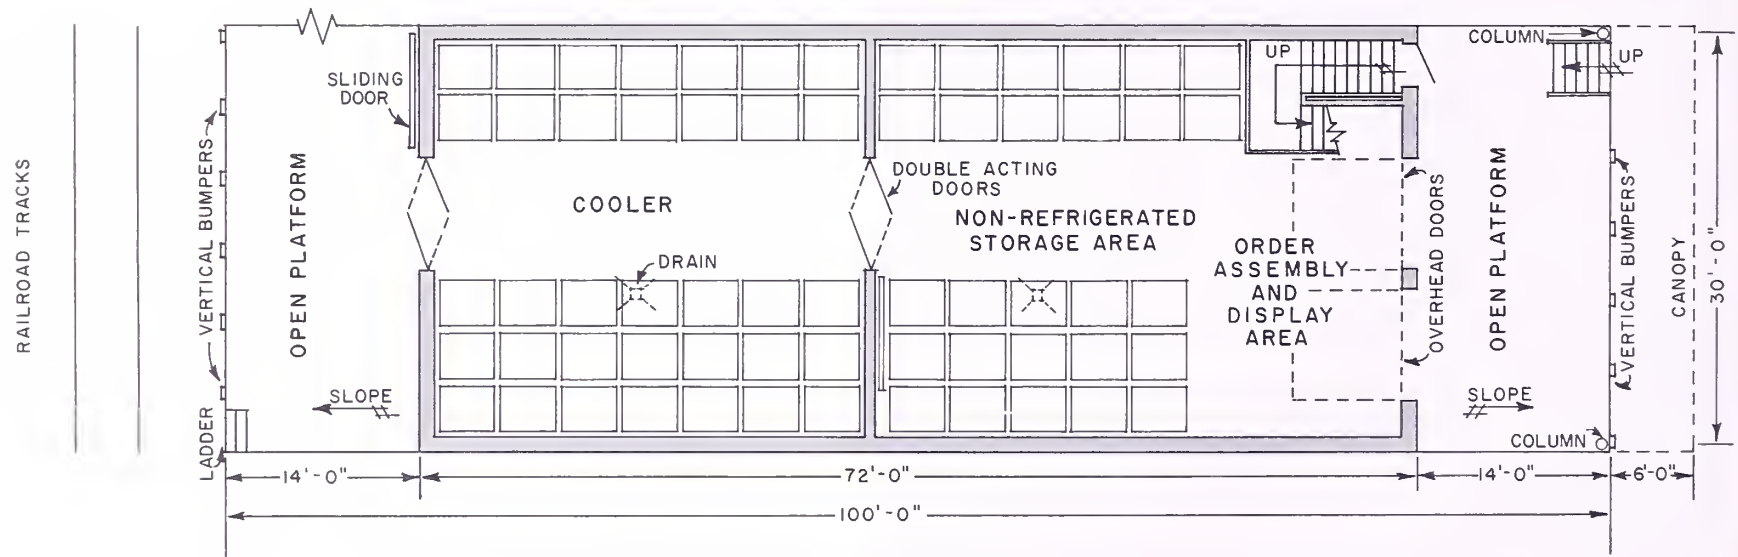 RAILROAD TRACKS
VERTICAL BUMPERS
LADDER
OPEN PLATFORM
SLOPE
SLIDING
DOOR
COOLER
DRAIN
DOUBLE ACTING
DOORS
NON-REFRIGERATED
STORAGE AREA
UP
ORDER
ASSEMBLY
AND
DISPLAY
AREA
OVERHEAD DOORS
COLUMN
UP
OPEN PLATFORM
SLOPE
COLUMN
VERTICAL BUMPERS
CANOPY
30'-0"
14'-0"
72'-0"
14'-0"
6'-0"
100'-0"